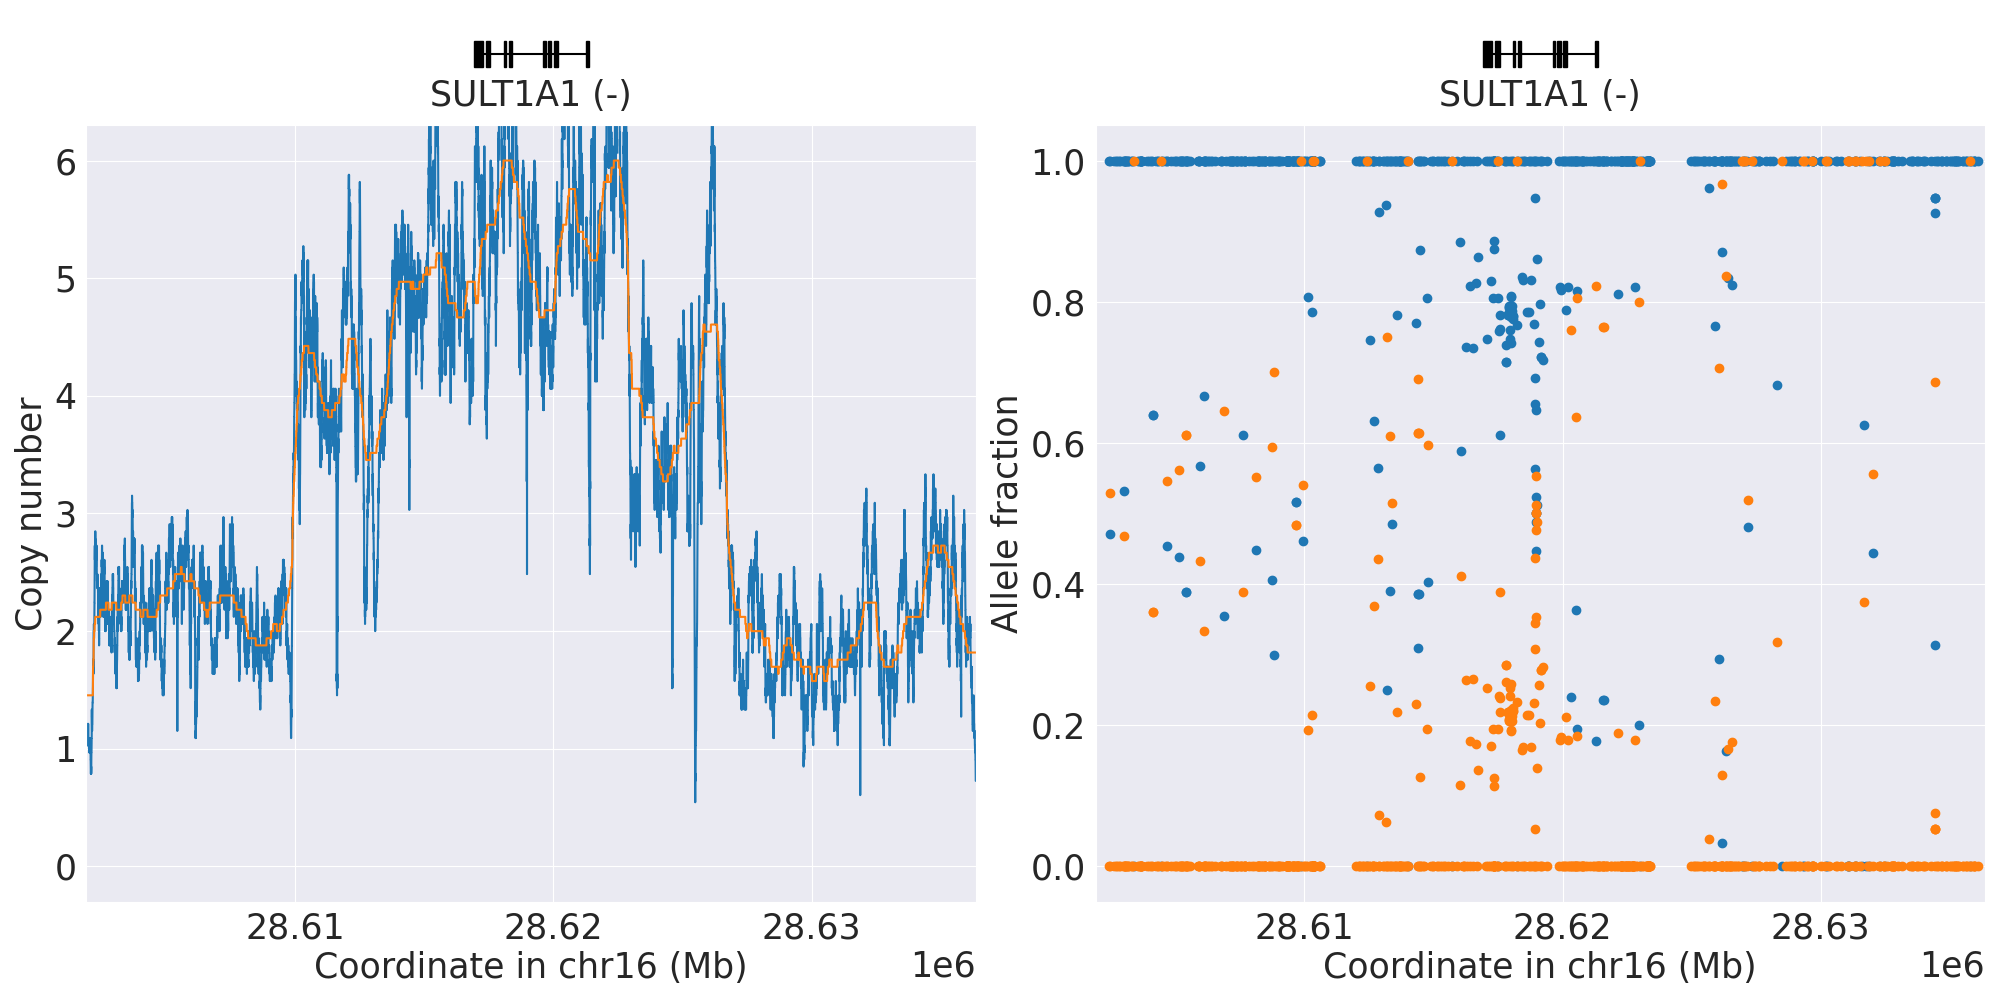 SULT1A1 (-)
6
5
4
3
2
1
0
Copy number
28.61
28.62
28.63
Coordinate in chr16 (Mb)
1e6
SULT1A1 (-)
1.0
0.8
0.6
0.4
0.2
0.0
Allele fraction
28.61
28.62
28.63
Coordinate in chr16 (Mb)
1e6